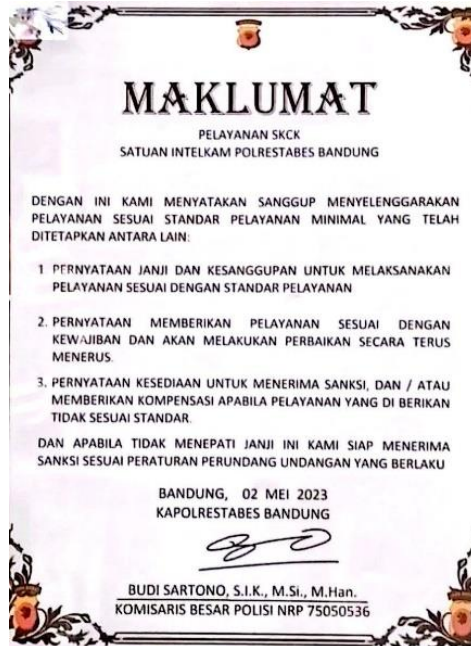 MAKLUMAT
PELAYANAN SKCK
SATUAN INTELKAM POLRESTABES BANDUNG
DENGAN INI KAMI MENYATAKAN SANGGUP MENYELENGGARAKAN
PELAYANAN SESUAI STANDAR PELAYANAN MINIMAL YANG TELAH
DITETAPKAN ANTARA LAIN:
1 PERNYATAAN JANJI DAN KESANGGUPAN UNTUK MELAKSANAKAN
PELAYANAN SESUAI DENGAN STANDAR PELAYANAN
2. PERNYATAAN MEMBERIKAN PELAYANAN SESUAI DENGAN
KEWAJIBAN DAN AKAN MELAKUKAN PERBAIKAN SECARA TERUS
MENERUS.
3. PERNYATAAN KESEDIAAN UNTUK MENERIMA SANKSI, DAN / ATAU
MEMBERIKAN KOMPENSASI APABILA PELAYANAN YANG DI BERIKAN
TIDAK SESUAI STANDAR.
DAN APABILA TIDAK MENEPATI JANJI INI KAMI SIAP MENERIMA
SANKSI SESUAI PERATURAN PERUNDANG UNDANGAN YANG BERLAKU
BANDUNG, 02 MEI 2023
KAPOLRESTABES BANDUNG
BUDI SARTONO, S.I.K., M.Si., M.Han.
KOMISARIS BESAR POLISI NRP 75050536